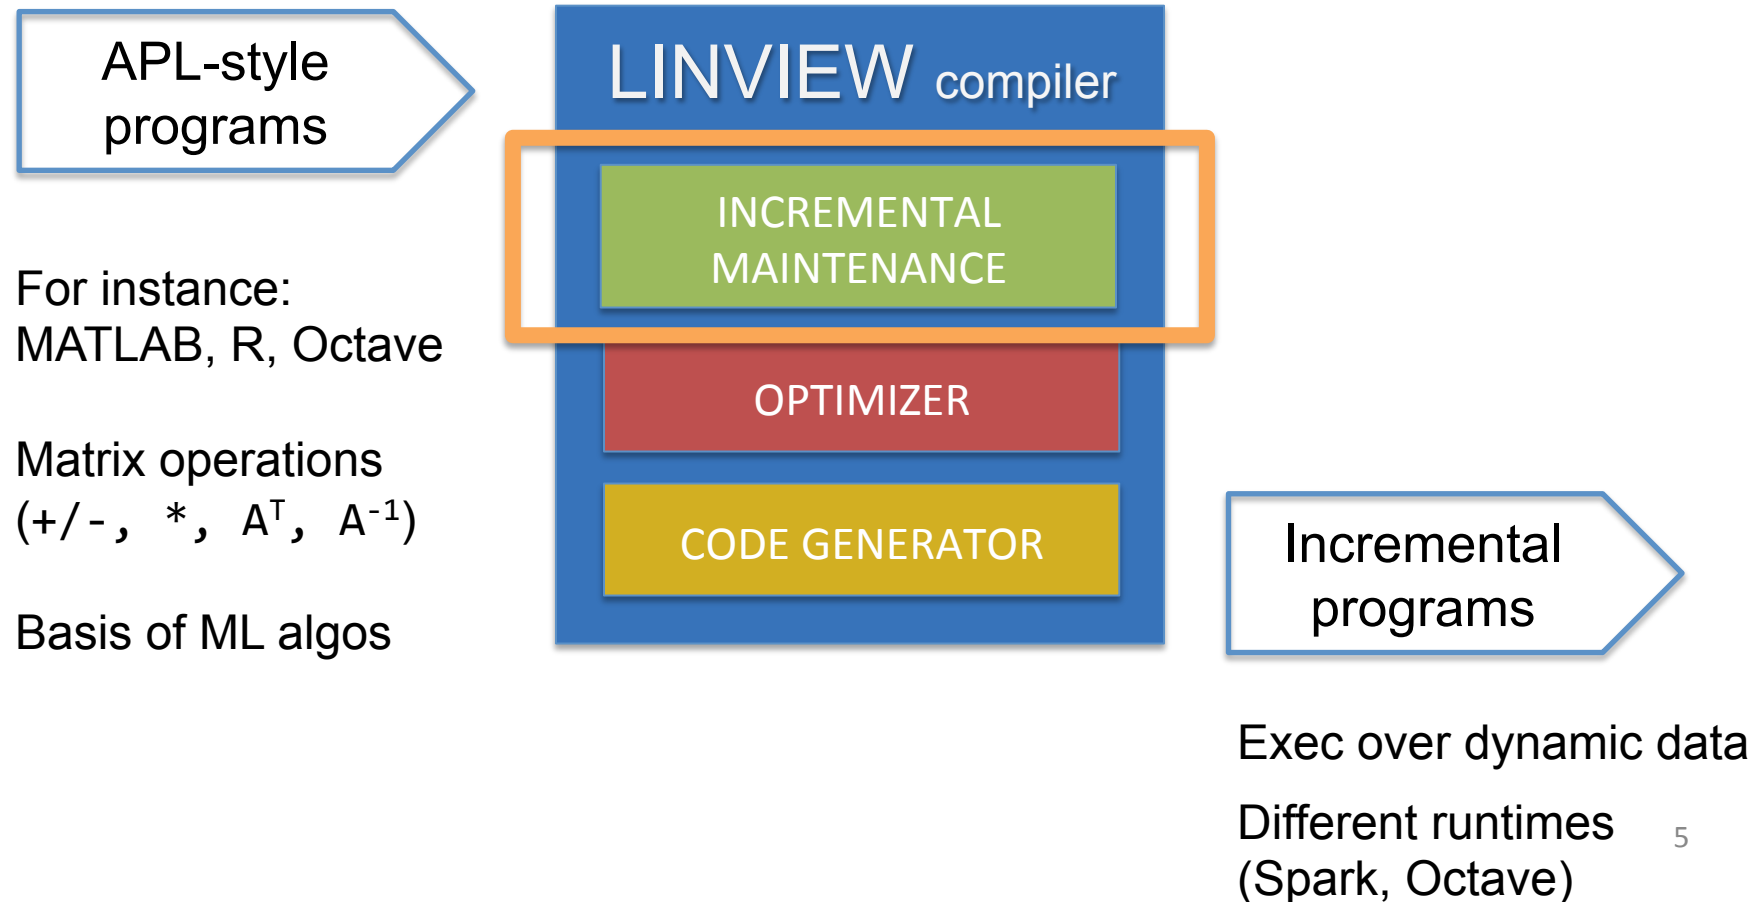 APL-style
programs
For instance:
MATLAB, R, Octave
Matrix operations
(+/-, *, Aᵀ, A⁻¹)
Basis of ML algos
LINVIEW compiler
INCREMENTAL
MAINTENANCE
OPTIMIZER
CODE GENERATOR
Incremental
programs
Exec over dynamic data
Different runtimes
(Spark, Octave)
5